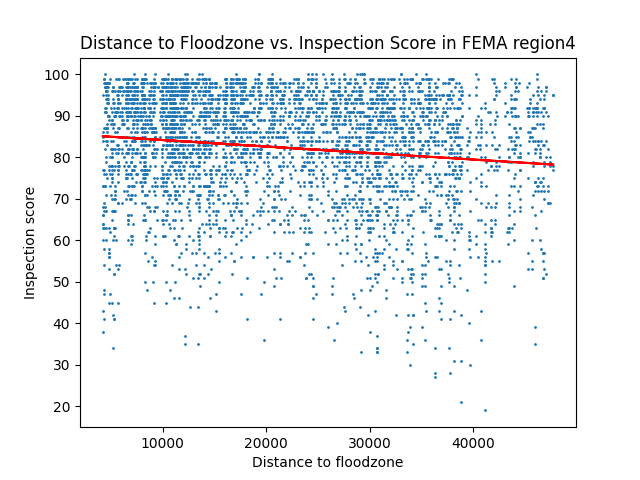 Distance to Floodzone vs. Inspection Score in FEMA region4
100
90
80
70
60
50
40
30
20
Inspection score
10000 20000 30000 40000
Distance to floodzone